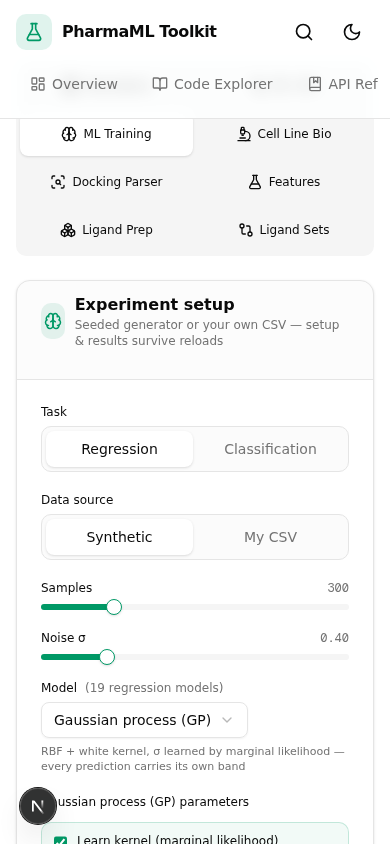 PharmaML Toolkit
Overview Code Explorer API Ref
ML Training Cell Line Bio
Docking Parser Features
Ligand Prep Ligand Sets
Experiment setup
Seeded generator or your own CSV — setup
& results survive reloads
Task
Regression Classification
Data source
Synthetic My CSV
Samples 300
Noise σ 0.40
Model (19 regression models)
Gaussian process (GP)
RBF + white kernel, σ learned by marginal likelihood —
every prediction carries its own band
ussian process (GP) parameters
N
Learn kernel (marginal likelihood)